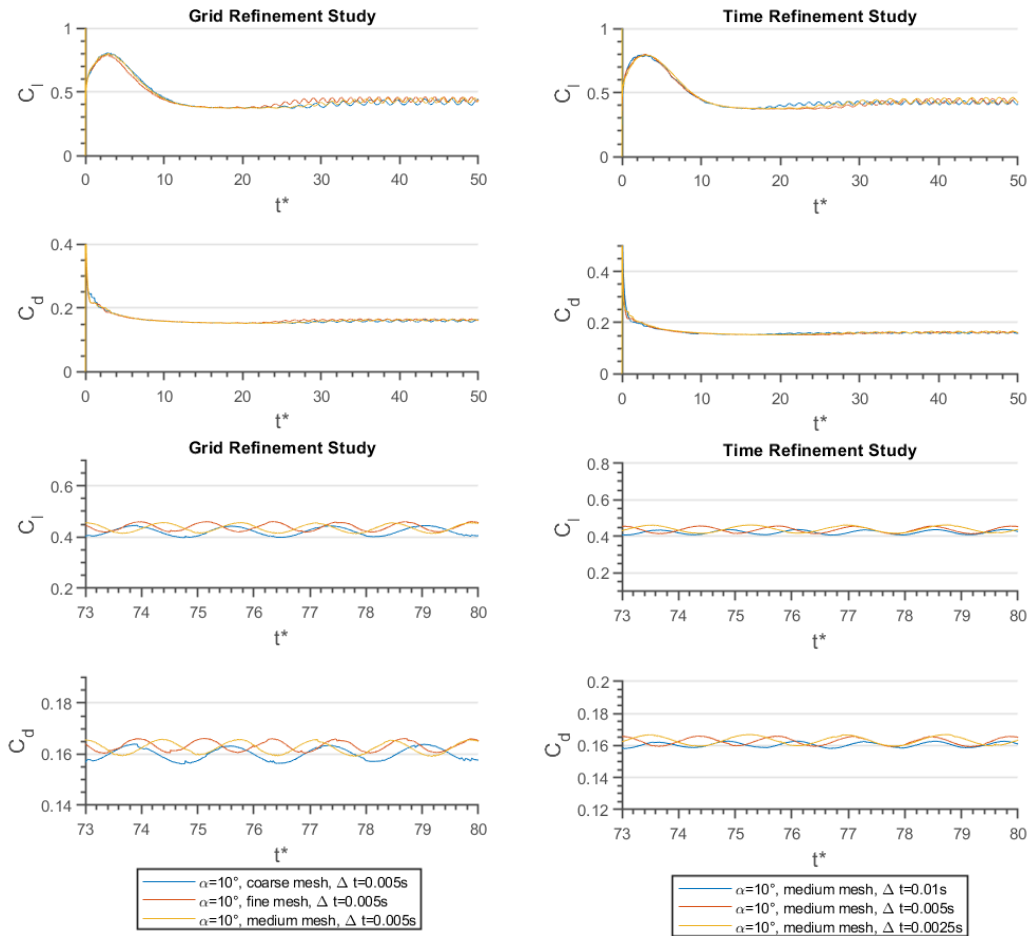 Grid Refinement Study
1
0.5
0
C_l
0 10 20 30 40 50
t*
Time Refinement Study
1
0.5
0
C_l
0 10 20 30 40 50
t*
0.4
0.2
0
C_d
0 10 20 30 40 50
t*
0.4
0.2
0
C_d
0 10 20 30 40 50
t*
Grid Refinement Study
0.6
0.4
0.2
C_l
73 74 75 76 77 78 79 80
t*
Time Refinement Study
0.8
0.6
0.4
0.2
C_l
73 74 75 76 77 78 79 80
t*
0.18
0.16
0.14
C_d
73 74 75 76 77 78 79 80
t*
0.2
0.18
0.16
0.14
0.12
C_d
73 74 75 76 77 78 79 80
t*
α=10°, coarse mesh, Δ t=0.005s
α=10°, fine mesh, Δ t=0.005s
α=10°, medium mesh, Δ t=0.005s
α=10°, medium mesh, Δ t=0.01s
α=10°, medium mesh, Δ t=0.005s
α=10°, medium mesh, Δ t=0.0025s